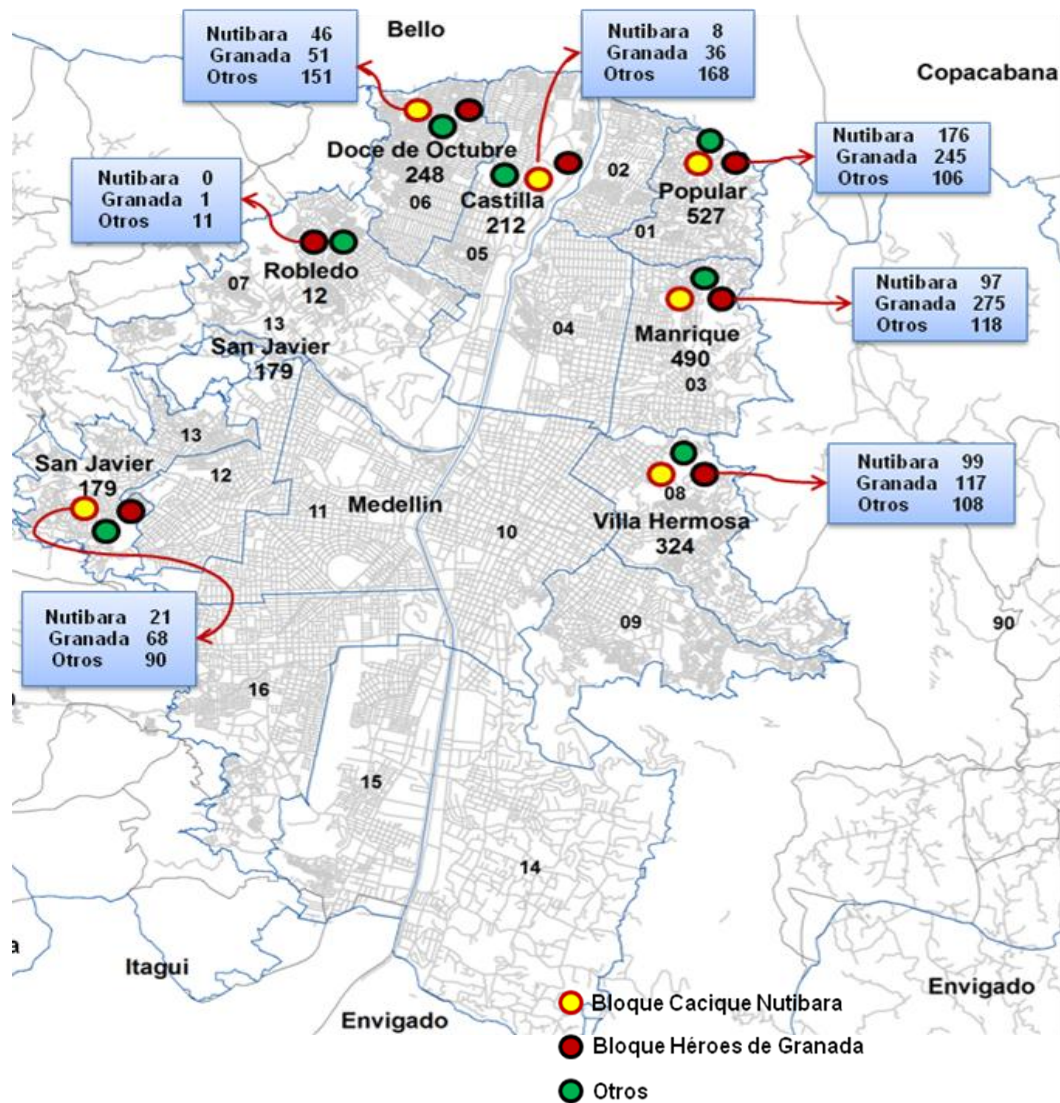 Bello
Copacabana
Nutibara 46
Granada 51
Otros 151
Nutibara 8
Granada 36
Otros 168
Nutibara 176
Granada 245
Otros 106
Doce de Octubre
248
06
Castilla
212
05
02
Popular
527
01
Nutibara 0
Granada 1
Otros 11
Robledo
12
07
13
San Javier
179
04
Manrique
490
03
Nutibara 97
Granada 275
Otros 118
13
San Javier
179
12
11
Medellin
10
08
Villa Hermosa
324
Nutibara 99
Granada 117
Otros 108
Nutibara 21
Granada 68
Otros 90
09
90
16
15
14
a
Itagui
Envigado
Envigado
Bloque Cacique Nutibara
Bloque Héroes de Granada
Otros